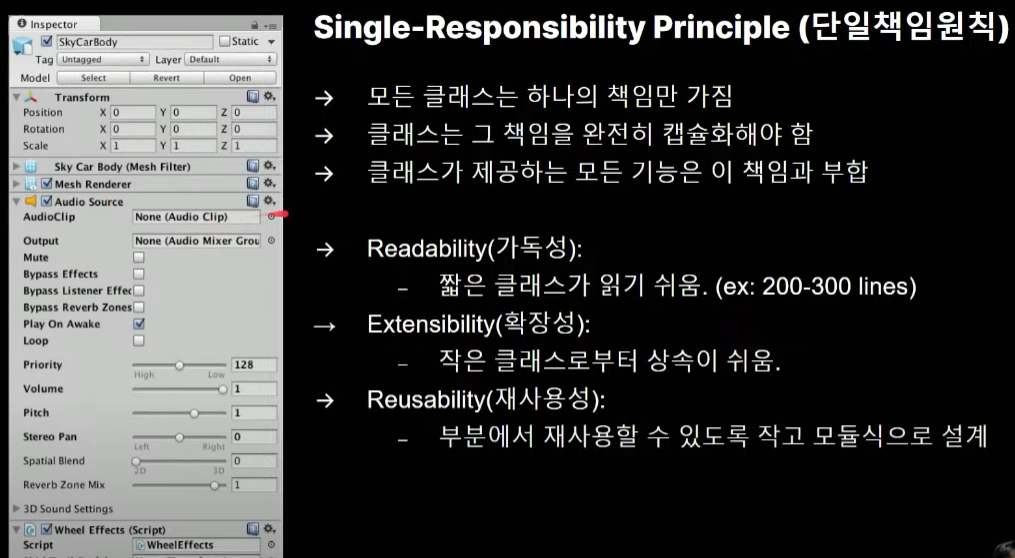 Inspector
SkyCarBody
Static
Tag Untagged Layer Default
Model Select Revert Open
Transform
Position X 0 Y 0 Z 0
Rotation X 0 Y 0 Z 0
Scale X 1 Y 1 Z 1
Sky Car Body (Mesh Filter)
Mesh Renderer
Audio Source
AudioClip None (Audio Clip)
Output None (Audio Mixer Grou
Mute
Bypass Effects
Bypass Listener Effec
Bypass Reverb Zones
Play On Awake
Loop
Priority 128
High Low
Volume 1
Pitch 1
Stereo Pan 0
Left Right
Spatial Blend 0
2D 3D
Reverb Zone Mix 1
3D Sound Settings
Wheel Effects (Script)
Script WheelEffects
Single-Responsibility Principle (단일책임원칙)
→ 모든 클래스는 하나의 책임만 가짐
→ 클래스는 그 책임을 완전히 캡슐화해야 함
→ 클래스가 제공하는 모든 기능은 이 책임과 부합
→ Readability(가독성):
– 짧은 클래스가 읽기 쉬움. (ex: 200-300 lines)
→ Extensibility(확장성):
– 작은 클래스로부터 상속이 쉬움.
→ Reusability(재사용성):
– 부분에서 재사용할 수 있도록 작고 모듈식으로 설계